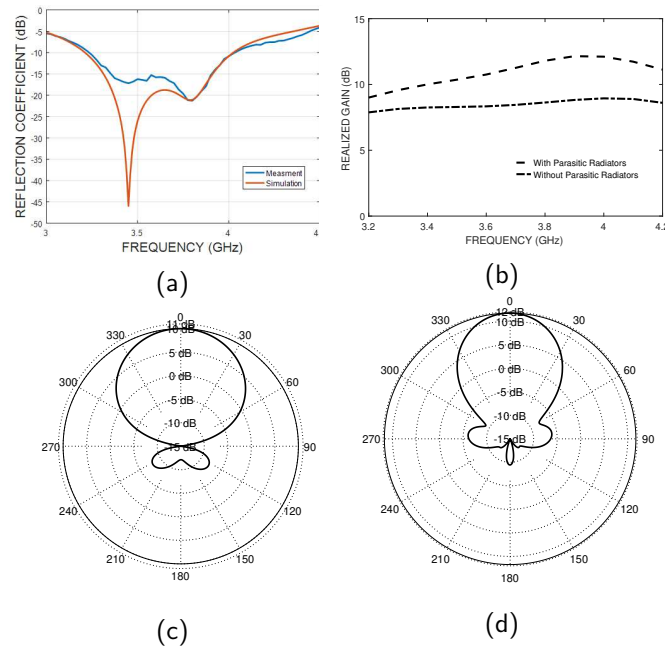 0
-5
-10
-15
-20
-25
-30
-35
-40
-45
-50
REFLECTION COEFFICIENT (dB)
Measment
Simulation
3 3.5 4 4
FREQUENCY (GHz)
(a)
15
10
5
0
REALIZED GAIN (dB)
With Parasitic Radiators
Without Parasitic Radiators
3.2 3.4 3.6 3.8 4 4.2
FREQUENCY (GHz)
(b)
0
30
60
90
120
150
180
210
240
270
300
330
11 dB
10 dB
5 dB
0 dB
-5 dB
-10 dB
-15 dB
(c)
0
30
60
90
120
150
180
210
240
270
300
330
12 dB
10 dB
5 dB
0 dB
-5 dB
-10 dB
-15 dB
(d)